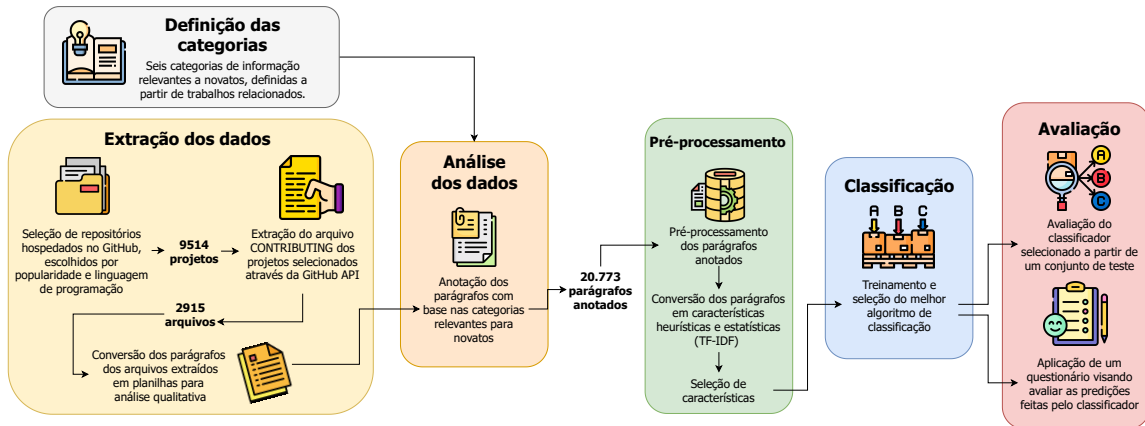 Definição das
categorias
Seis categorias de informação
relevantes a novatos, definidas a
partir de trabalhos relacionados.
Extração dos dados
Seleção de repositórios
hospedados no GitHub,
escolhidos por
popularidade e linguagem
de programação
9514
projetos
Extração do arquivo
CONTRIBUTING dos
projetos selecionados
através da GitHub API
2915
arquivos
Conversão dos parágrafos
dos arquivos extraídos
em planilhas para
análise qualitativa
Análise
dos dados
Anotação dos
parágrafos com
base nas categorias
relevantes para
novatos
20.773
parágrafos
anotados
Pré-processamento
Pré-processamento
dos parágrafos
anotados
Conversão dos parágrafos
em características
heurísticas e estatísticas
(TF-IDF)
Seleção de
características
Classificação
A B C
Treinamento e
seleção do melhor
algoritmo de
classificação
Avaliação
A
B
C
Avaliação do
classificador
selecionado a partir de
um conjunto de teste
Aplicação de um
questionário visando
avaliar as predições
feitas pelo classificador